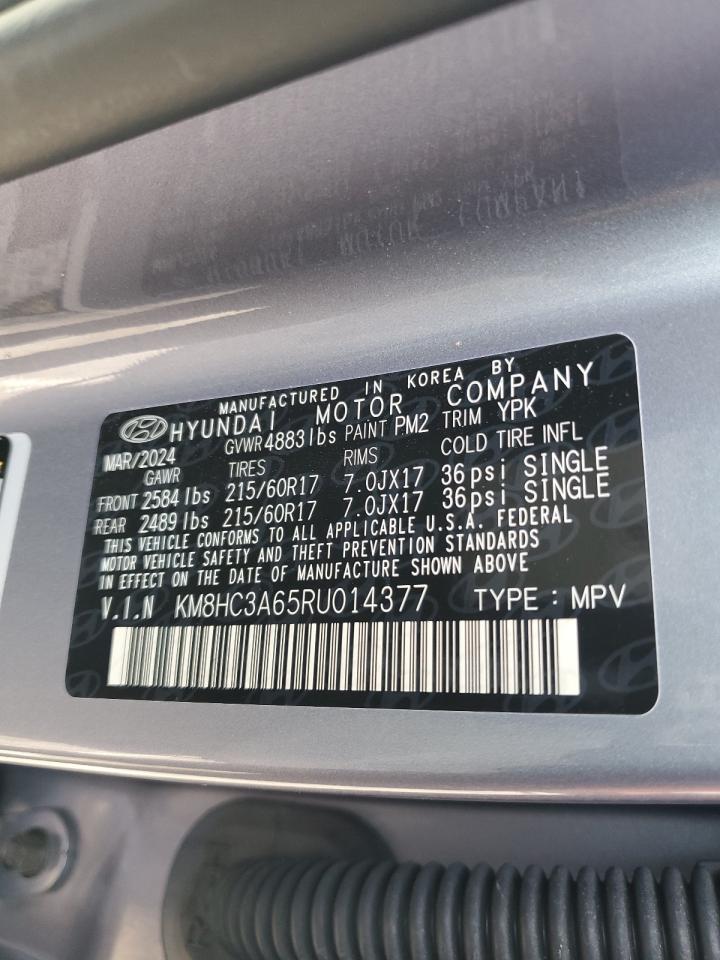 MANUFACTURED IN KOREA BY
HYUNDAI MOTOR COMPANY
MAR/2024 GVWR 4883 lbs PAINT PM2 TRIM YPK
GAWR TIRES RIMS COLD TIRE INFL
FRONT 2584 lbs 215/60R17 7.0JX17 36psi SINGLE
REAR 2489 lbs 215/60R17 7.0JX17 36psi SINGLE
THIS VEHICLE CONFORMS TO ALL APPLICABLE U.S.A. FEDERAL
MOTOR VEHICLE SAFETY AND THEFT PREVENTION STANDARDS
IN EFFECT ON THE DATE OF MANUFACTURE SHOWN ABOVE
V.I.N KM8HC3A65RU014377 TYPE : MPV